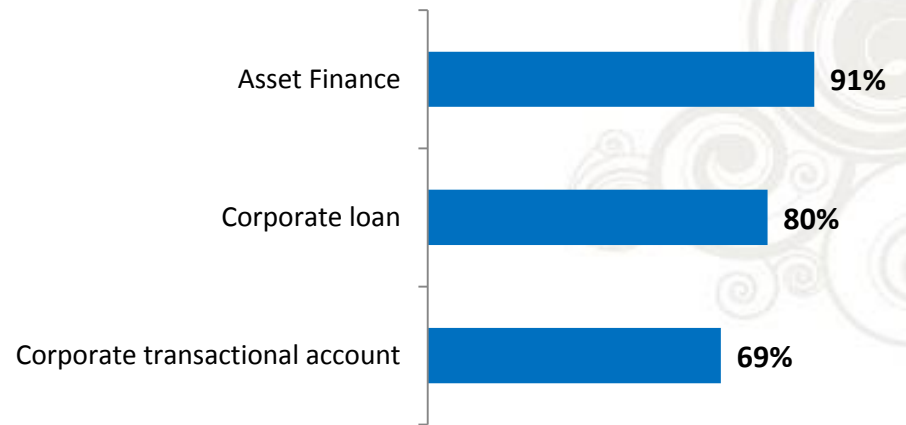 Asset Finance 91%
Corporate loan 80%
Corporate transactional account 69%